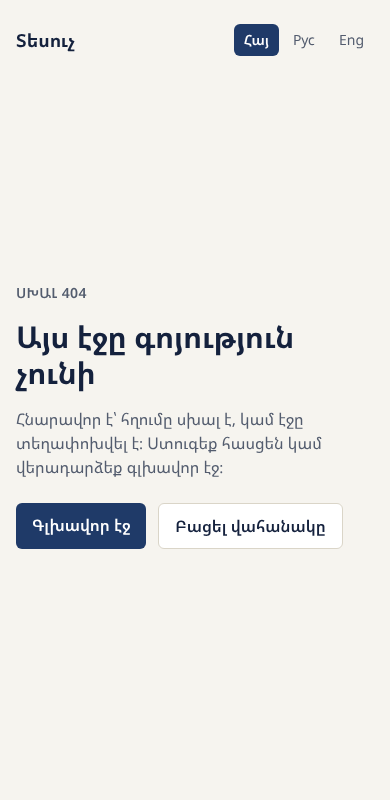 Տեսուչ
Հայ Рус Eng
ՍԽԱԼ 404
Այս էջը գոյություն
չունի
Հնարավոր է՝ հղումը սխալ է, կամ էջը
տեղափոխվել է։ Ստուգեք հասցեն կամ
վերադարձեք գլխավոր էջ։
Գլխավոր էջ
Բացել վահանակը